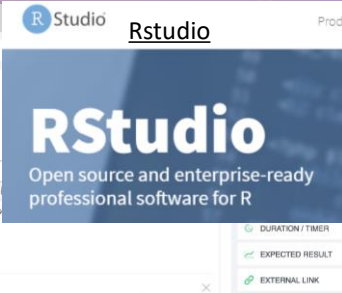 R Studio
Rstudio
Prod
RStudio
Open source and enterprise-ready
professional software for R
DURATION / TIMER
EXPECTED RESULT
EXTERNAL LINK